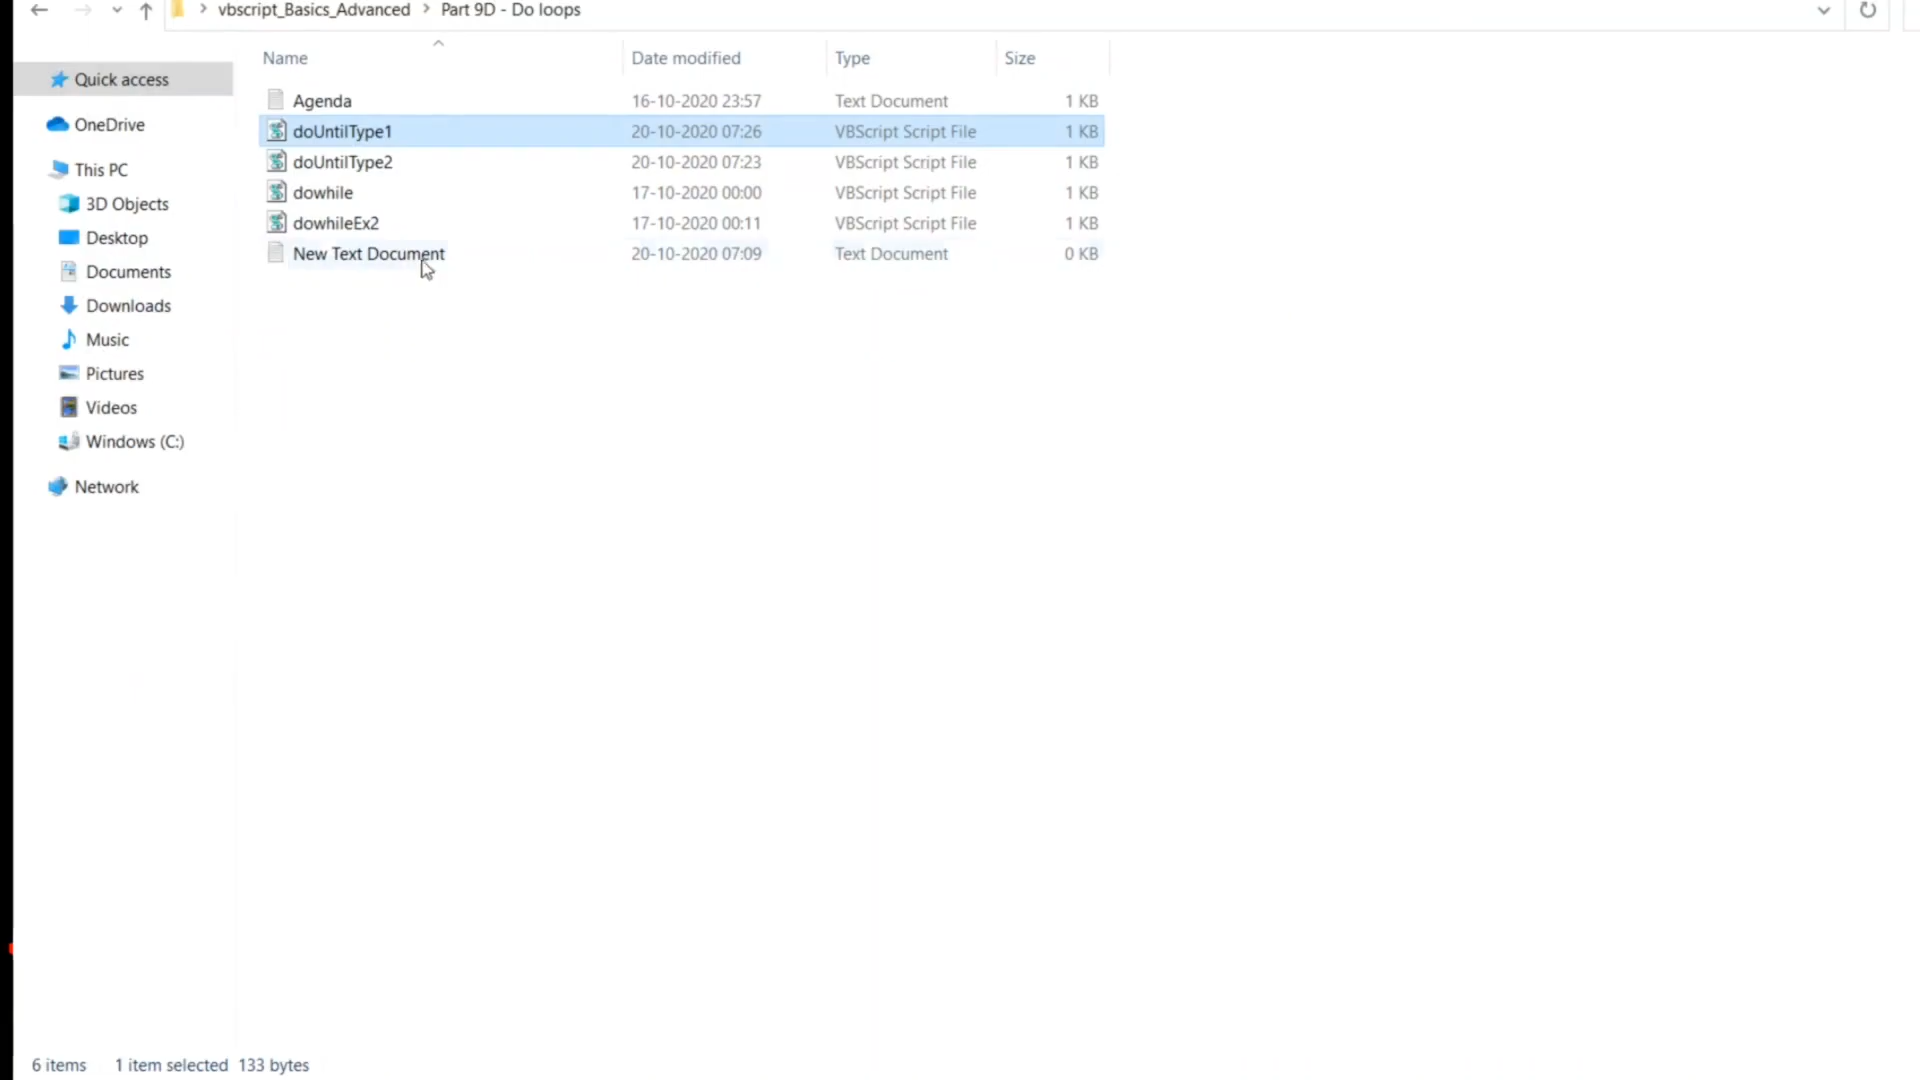 vbscript_Basics_Advanced > Part 9D - Do loops
Name Date modified Type Size
Quick access
OneDrive
This PC
3D Objects
Desktop
Documents
Downloads
Music
Pictures
Videos
Windows (C:)
Network
Agenda 16-10-2020 23:57 Text Document 1 KB
doUntilType1 20-10-2020 07:26 VBScript Script File 1 KB
doUntilType2 20-10-2020 07:23 VBScript Script File 1 KB
dowhile 17-10-2020 00:00 VBScript Script File 1 KB
dowhileEx2 17-10-2020 00:11 VBScript Script File 1 KB
New Text Document 20-10-2020 07:09 Text Document 0 KB
6 items 1 item selected 133 bytes